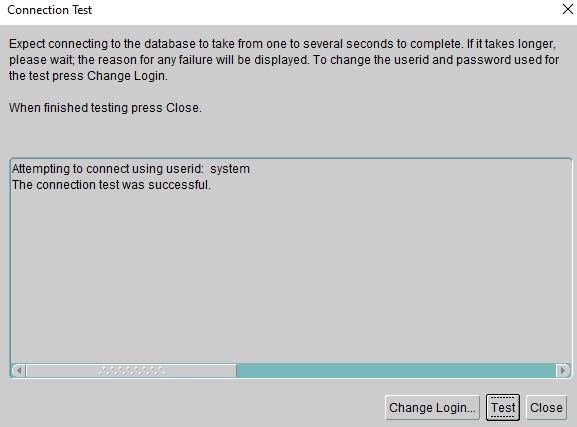 Connection Test
Expect connecting to the database to take from one to several seconds to complete. If it takes longer,
please wait; the reason for any failure will be displayed. To change the userid and password used for
the test press Change Login.
When finished testing press Close.
Attempting to connect using userid:  system
The connection test was successful.
Change Login... Test Close